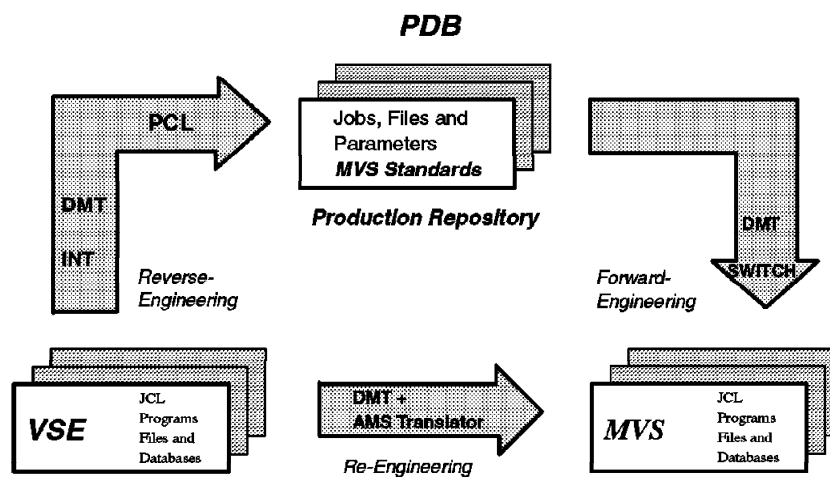 PDB
PCL
Jobs, Files and
Parameters
MVS Standards
Production Repository
DMT
INT
Reverse-
Engineering
DMT
SWITCH
Forward-
Engineering
VSE
JCL
Programs
Files and
Databases
DMT +
AMS Translator
Re-Engineering
MVS
JCL
Programs
Files and
Databases